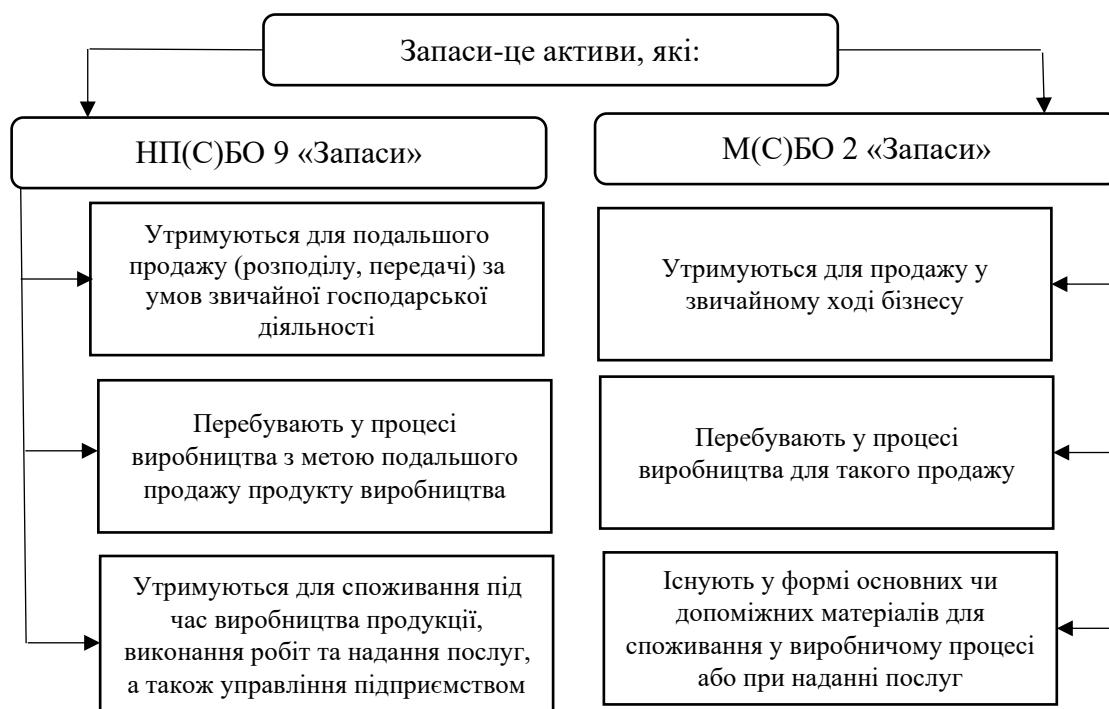 Запаси-це активи, які:
НП(С)БО 9 «Запаси»
Утримуються для подальшого
продажу (розподілу, передачі) за
умов звичайної господарської
діяльності
Перебувають у процесі
виробництва з метою подальшого
продажу продукту виробництва
Утримуються для споживання під
час виробництва продукції,
виконання робіт та надання послуг,
а також управління підприємством
М(С)БО 2 «Запаси»
Утримуються для продажу у
звичайному ході бізнесу
Перебувають у процесі
виробництва для такого продажу
Існують у формі основних чи
допоміжних матеріалів для
споживання у виробничому процесі
або при наданні послуг